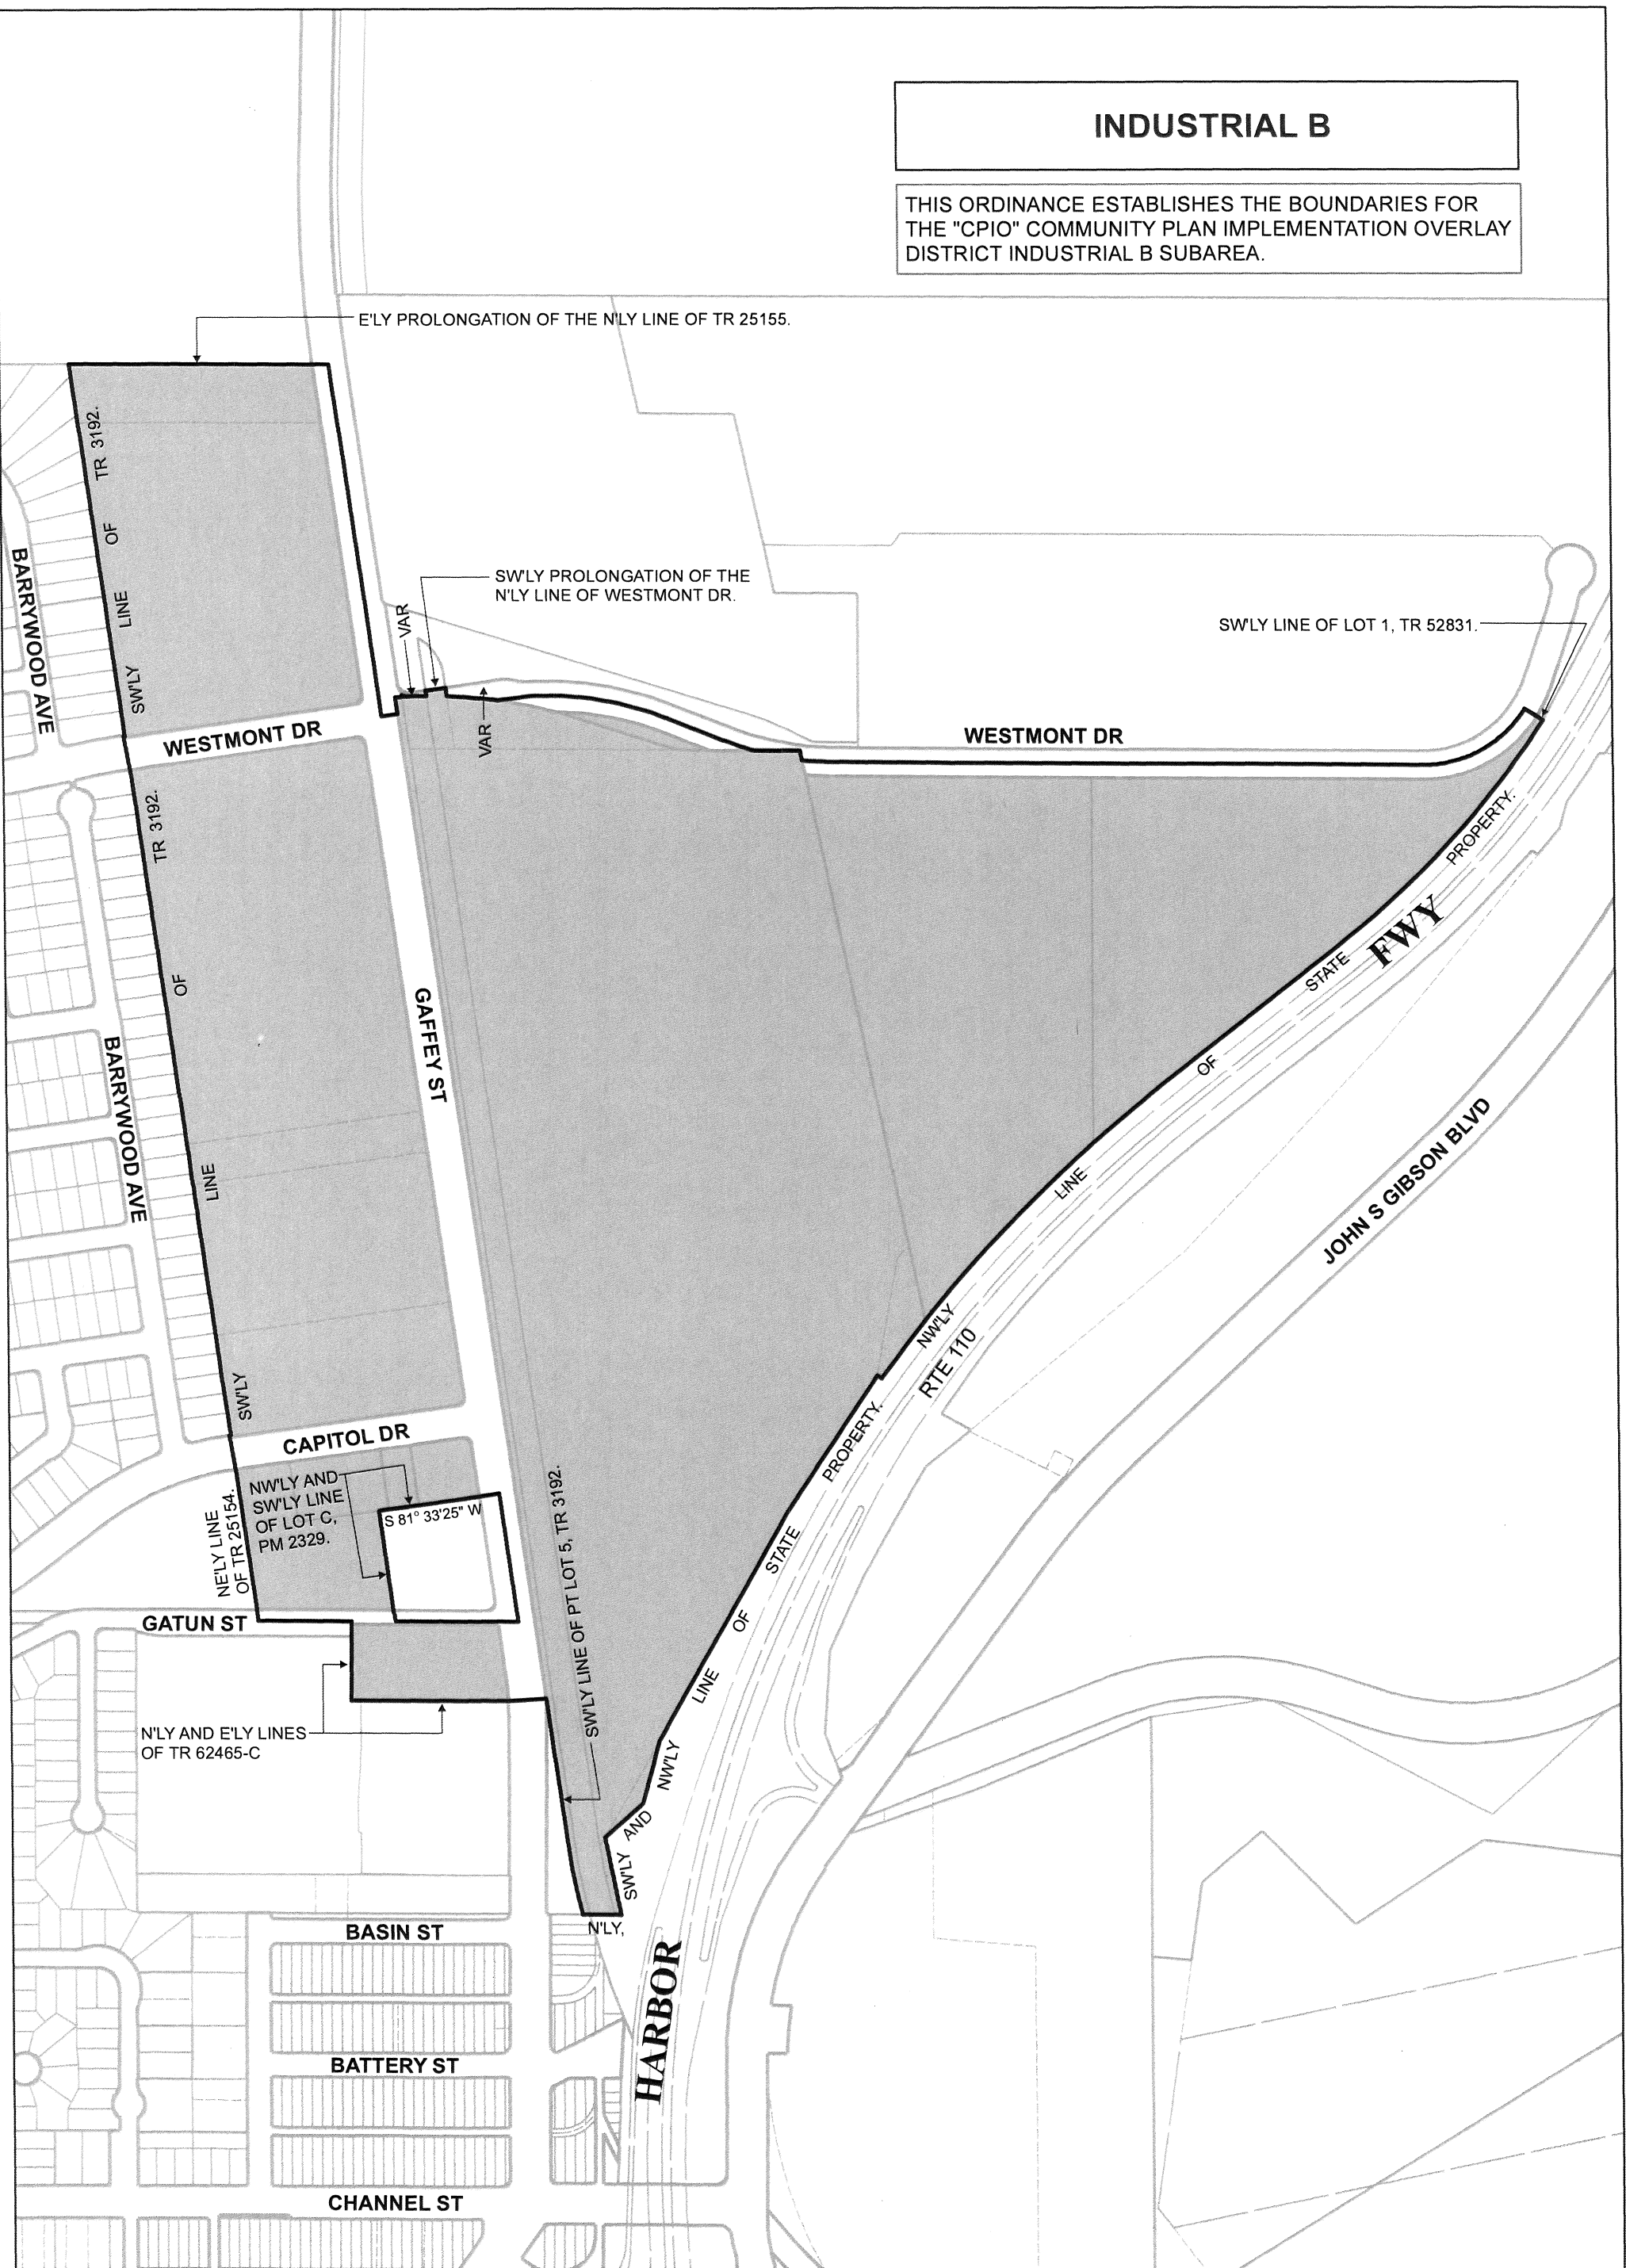 INDUSTRIAL B
THIS ORDINANCE ESTABLISHES THE BOUNDARIES FOR
THE "CPIO" COMMUNITY PLAN IMPLEMENTATION OVERLAY
DISTRICT INDUSTRIAL B SUBAREA.
E'LY PROLONGATION OF THE N'LY LINE OF TR 25155.
SW'LY LINE OF TR 3192.
BARRYWOOD AVE
VAR
SW'LY PROLONGATION OF THE
N'LY LINE OF WESTMONT DR.
SW'LY LINE OF LOT 1, TR 52831.
WESTMONT DR
VAR
WESTMONT DR
SW'LY LINE OF TR 3192.
BARRYWOOD AVE
GAFFEY ST
NW'LY LINE OF STATE PROPERTY.
FWY
RTE 110
JOHN S GIBSON BLVD
CAPITOL DR
NW'LY AND
SW'LY LINE
OF LOT C,
PM 2329.
S 81° 33'25" W
NE'LY LINE
OF TR 25154.
SW'LY LINE OF PT LOT 5, TR 3192.
GATUN ST
N'LY AND E'LY LINES
OF TR 62465-C
N'LY, SW'LY AND NW'LY LINE OF STATE PROPERTY.
HARBOR
BASIN ST
BATTERY ST
CHANNEL ST